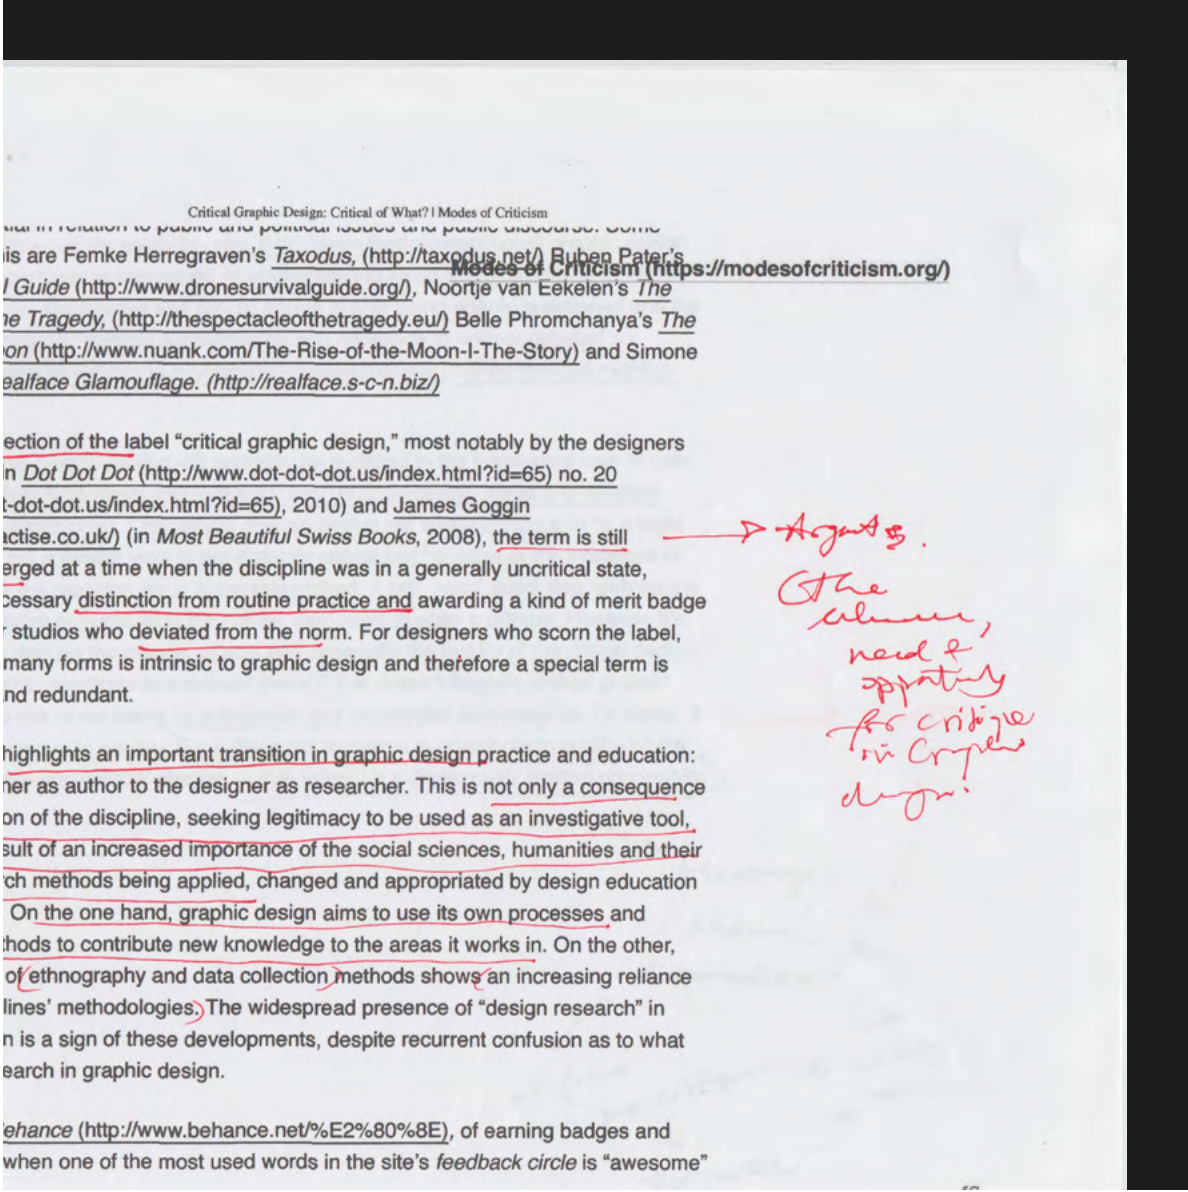 Critical Graphic Design: Critical of What? | Modes of Criticism
tial in relation to public and political issues and public discourse. Some
is are Femke Herregraven's Taxodus, (http://taxodus.net/) Ruben Pater's
Modes of Criticism (https://modesofcriticism.org/)
l Guide (http://www.dronesurvivalguide.org/), Noortje van Eekelen's The
ne Tragedy, (http://thespectacleofthetragedy.eu/) Belle Phromchanya's The
on (http://www.nuank.com/The-Rise-of-the-Moon-I-The-Story) and Simone
ealface Glamouflage. (http://realface.s-c-n.biz/)
ection of the label “critical graphic design,” most notably by the designers
n Dot Dot Dot (http://www.dot-dot-dot.us/index.html?id=65) no. 20
t-dot-dot.us/index.html?id=65), 2010) and James Goggin
actise.co.uk/) (in Most Beautiful Swiss Books, 2008), the term is still
erged at a time when the discipline was in a generally uncritical state,
cessary distinction from routine practice and awarding a kind of merit badge
r studios who deviated from the norm. For designers who scorn the label,
many forms is intrinsic to graphic design and therefore a special term is
nd redundant.
(the
need &
for critique
in
design.
highlights an important transition in graphic design practice and education:
ner as author to the designer as researcher. This is not only a consequence
on of the discipline, seeking legitimacy to be used as an investigative tool,
sult of an increased importance of the social sciences, humanities and their
ch methods being applied, changed and appropriated by design education
On the one hand, graphic design aims to use its own processes and
hods to contribute new knowledge to the areas it works in. On the other,
of (ethnography and data collection) methods shows (an increasing reliance
lines’ methodologies.) The widespread presence of “design research” in
n is a sign of these developments, despite recurrent confusion as to what
earch in graphic design.
ehance (http://www.behance.net/%E2%80%8E), of earning badges and
when one of the most used words in the site’s feedback circle is “awesome”